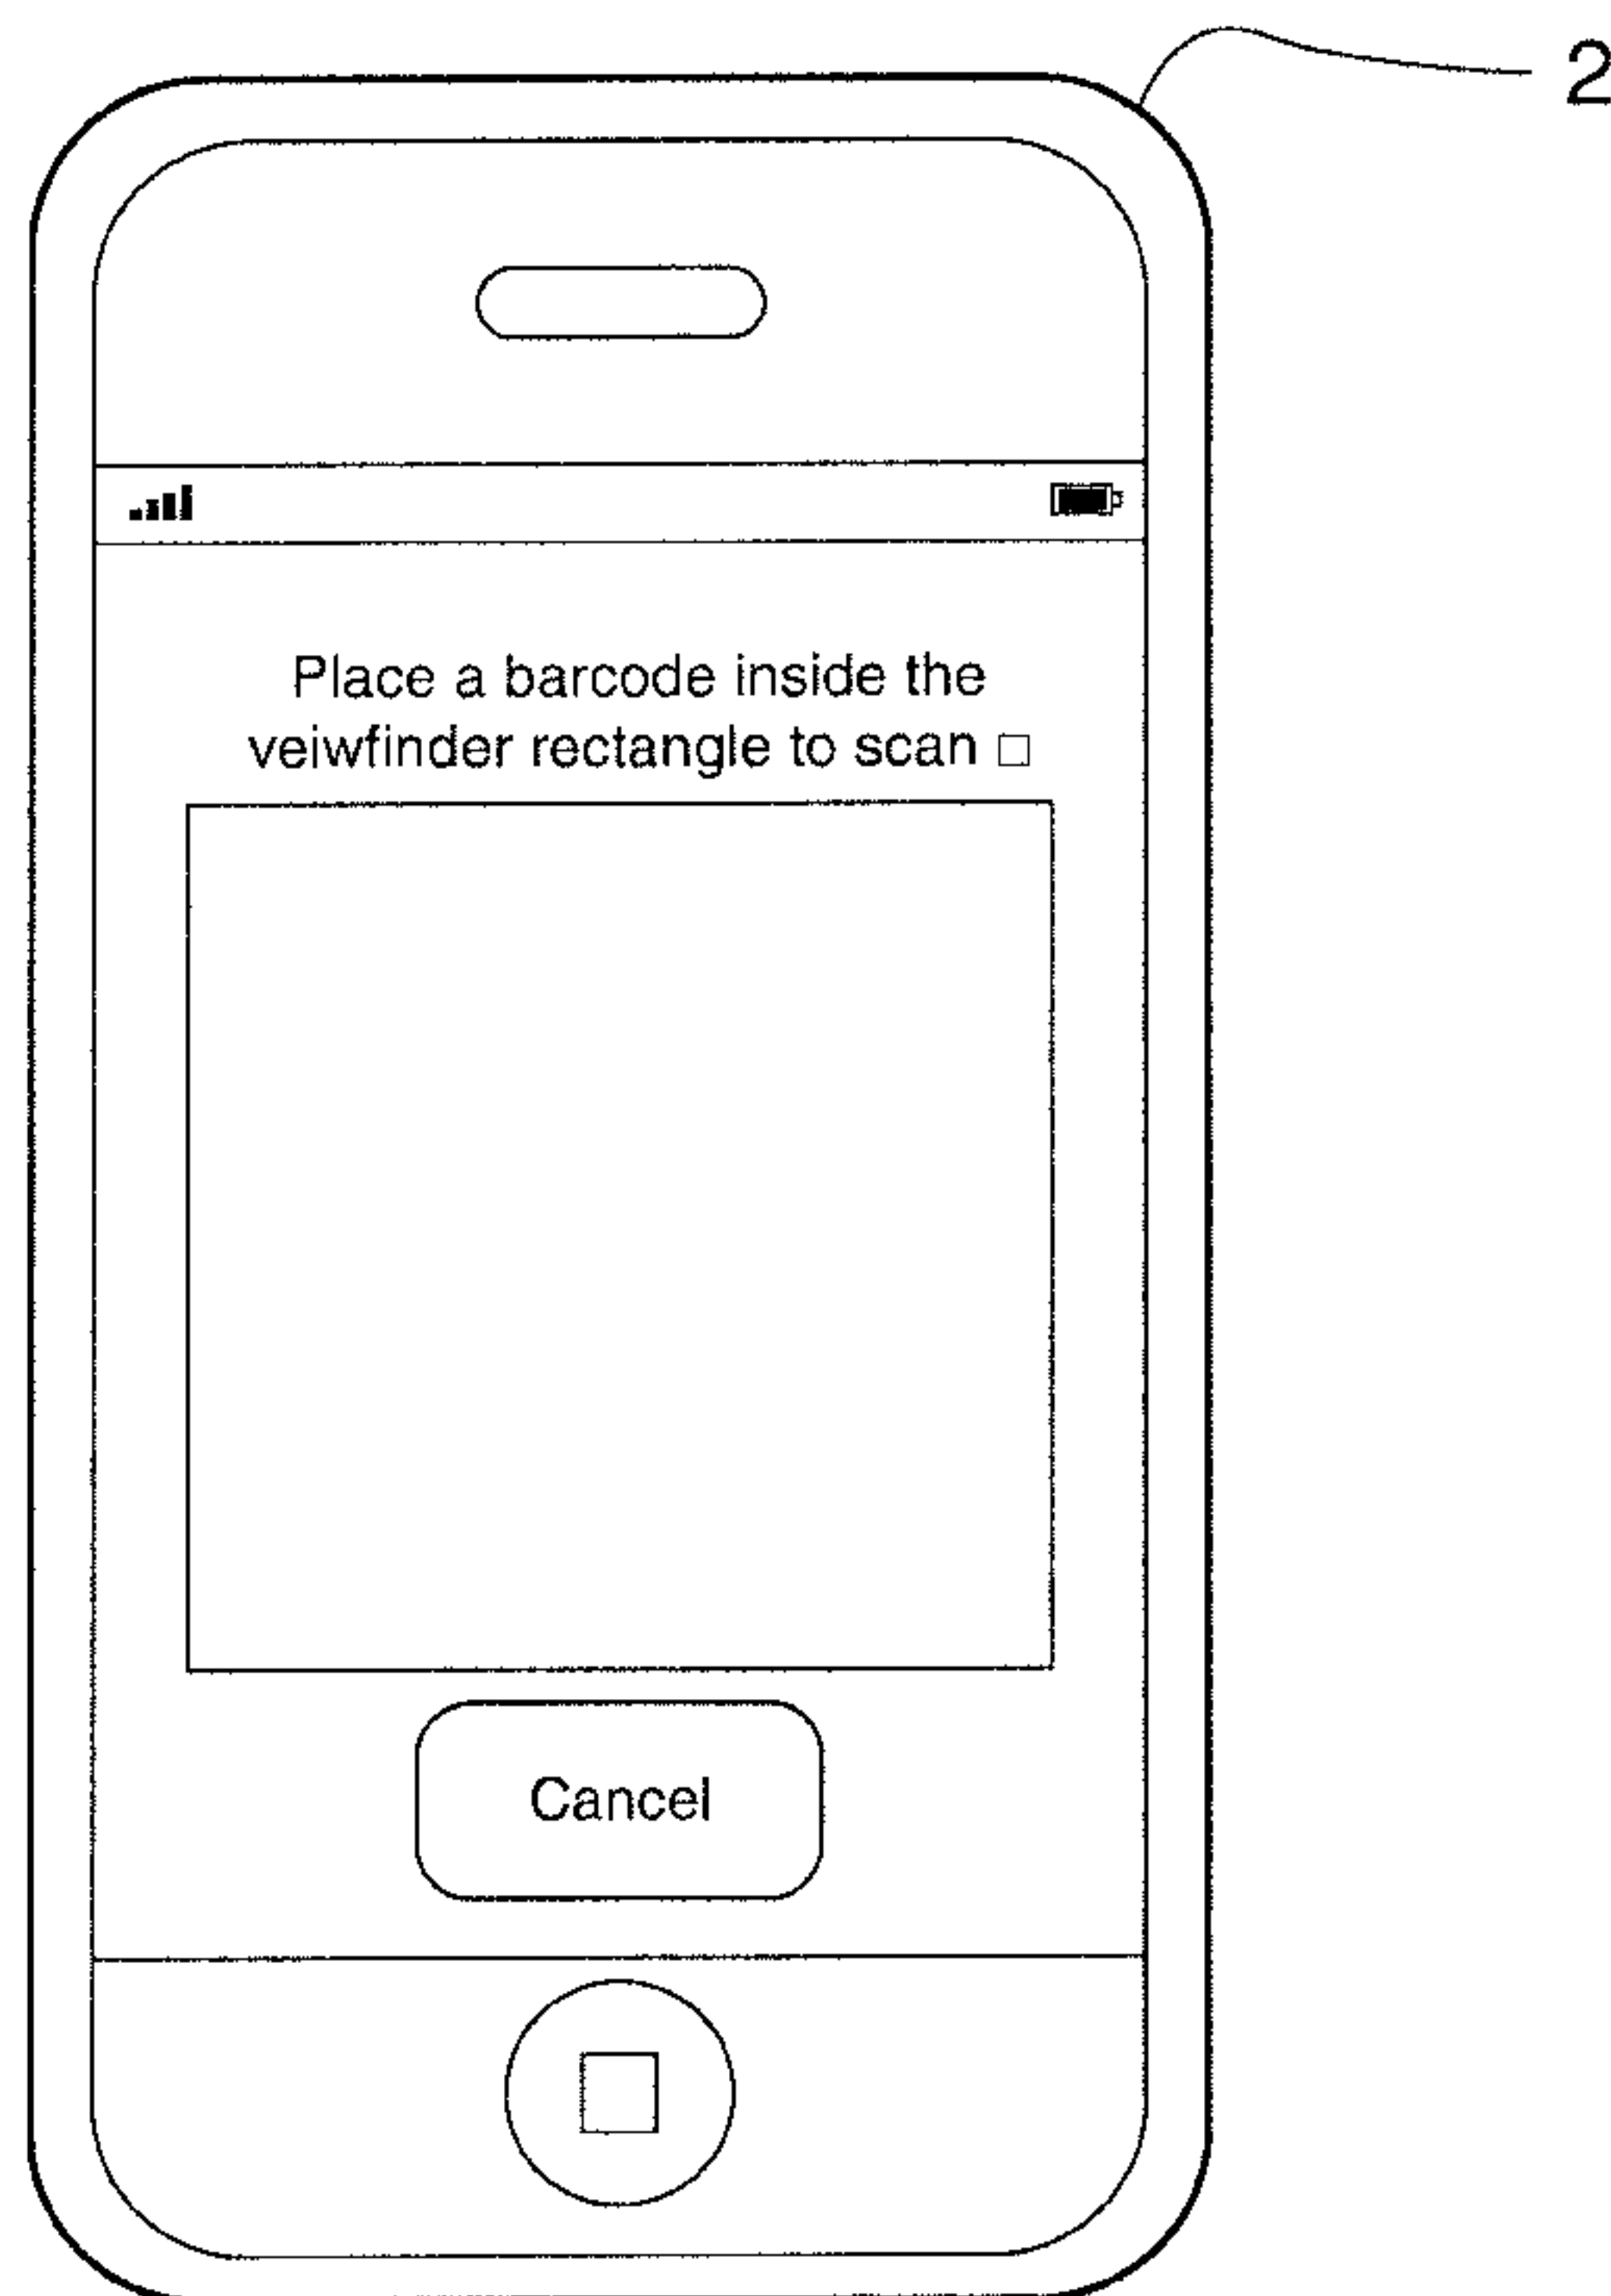 2
Place a barcode inside the
veiwfinder rectangle to scan □
Cancel